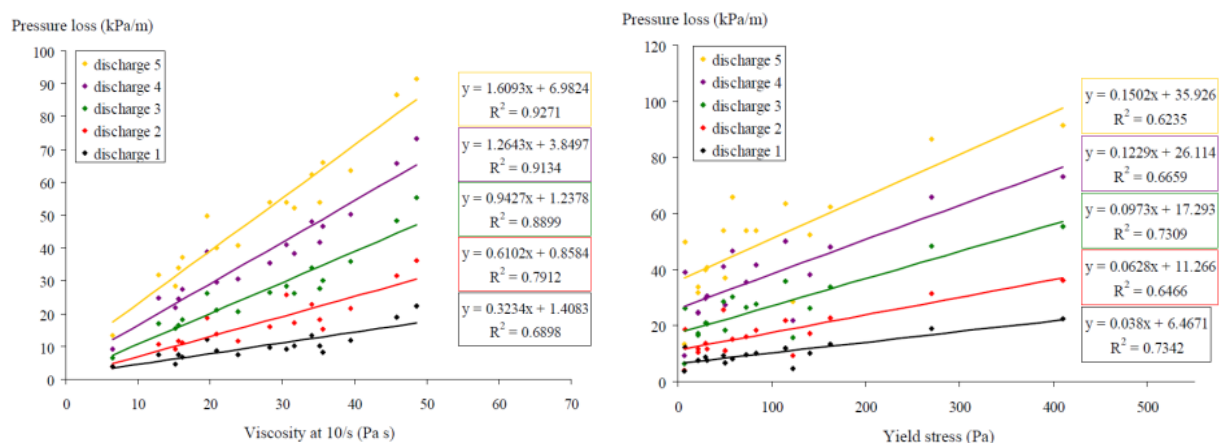 Pressure loss (kPa/m)
100
90
80
70
60
50
40
30
20
10
0
discharge 5
discharge 4
discharge 3
discharge 2
discharge 1
y = 1.6093x + 6.9824
R² = 0.9271
y = 1.2643x + 3.8497
R² = 0.9134
y = 0.9427x + 1.2378
R² = 0.8899
y = 0.6102x + 0.8584
R² = 0.7912
y = 0.3234x + 1.4083
R² = 0.6898
0 10 20 30 40 50 60 70
Viscosity at 10/s (Pa s)
Pressure loss (kPa/m)
120
100
80
60
40
20
0
discharge 5
discharge 4
discharge 3
discharge 2
discharge 1
y = 0.1502x + 35.926
R² = 0.6235
y = 0.1229x + 26.114
R² = 0.6659
y = 0.0973x + 17.293
R² = 0.7309
y = 0.0628x + 11.266
R² = 0.6466
y = 0.038x + 6.4671
R² = 0.7342
0 100 200 300 400 500
Yield stress (Pa)